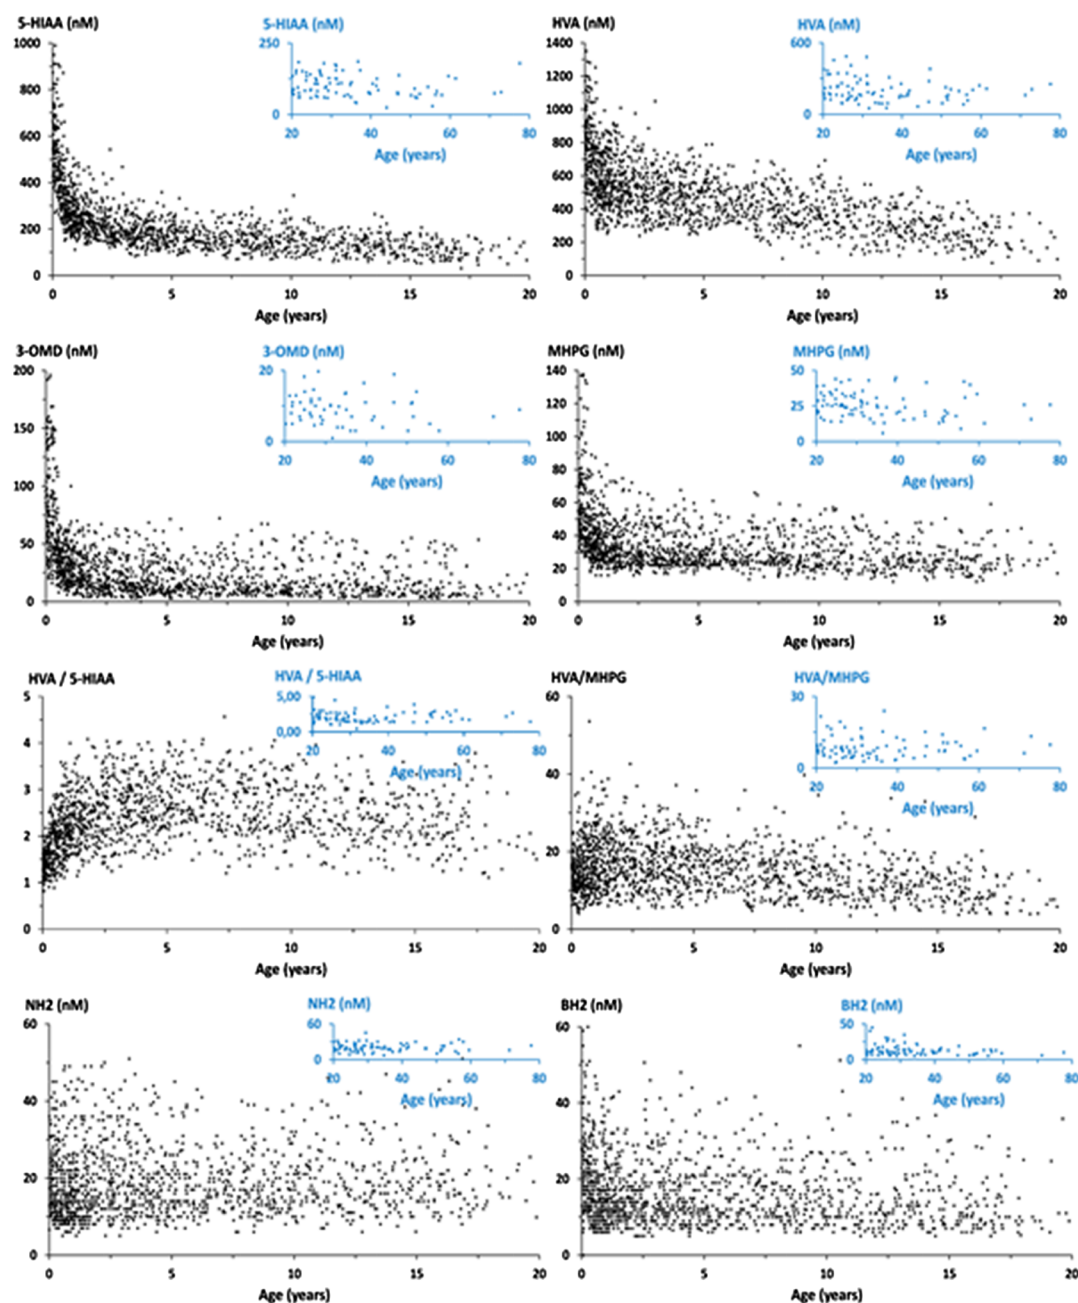 5-HIAA (nM)
1000
800
600
400
200
0
0 5 10 15 20
Age (years)
5-HIAA (nM)
250
0
20 40 60 80
Age (years)
HVA (nM)
1400
1200
1000
800
600
400
200
0
0 5 10 15 20
Age (years)
HVA (nM)
600
0
20 40 60 80
Age (years)
3-OMD (nM)
200
150
100
50
0
0 5 10 15 20
Age (years)
3-OMD (nM)
20
0
20 40 60 80
Age (years)
MHPG (nM)
140
120
100
80
60
40
20
0
0 5 10 15 20
Age (years)
MHPG (nM)
50
25
0
20 40 60 80
Age (years)
HVA / 5-HIAA
5
4
3
2
1
0
0 5 10 15 20
Age (years)
HVA / 5-HIAA
5,00
0,00
20 40 60 80
Age (years)
HVA/MHPG
60
40
20
0
0 5 10 15 20
Age (years)
HVA/MHPG
30
0
20 40 60 80
Age (years)
NH2 (nM)
60
40
20
0
0 5 10 15 20
Age (years)
NH2 (nM)
60
0
20 40 60 80
Age (years)
BH2 (nM)
60
50
40
30
20
10
0
0 5 10 15 20
Age (years)
BH2 (nM)
50
0
20 40 60 80
Age (years)